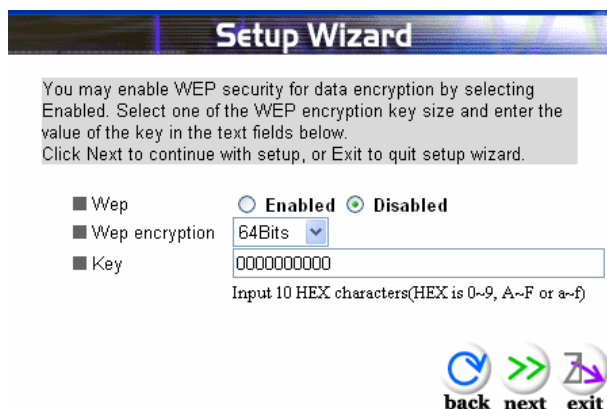 Setup Wizard
You may enable WEP security for data encryption by selecting
Enabled. Select one of the WEP encryption key size and enter the
value of the key in the text fields below.
Click Next to continue with setup, or Exit to quit setup wizard.
Wep Enabled Disabled
Wep encryption 64Bits
Key 0000000000
Input 10 HEX characters(HEX is 0~9, A~F or a~f)
back next exit